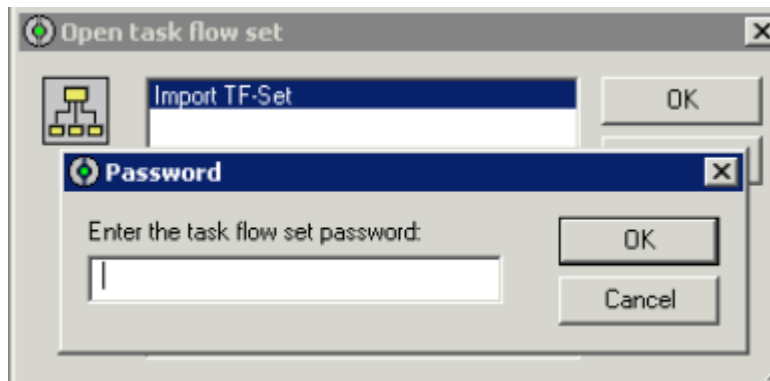 Open task flow set
Import TF-Set
OK
Password
Enter the task flow set password:
OK
Cancel